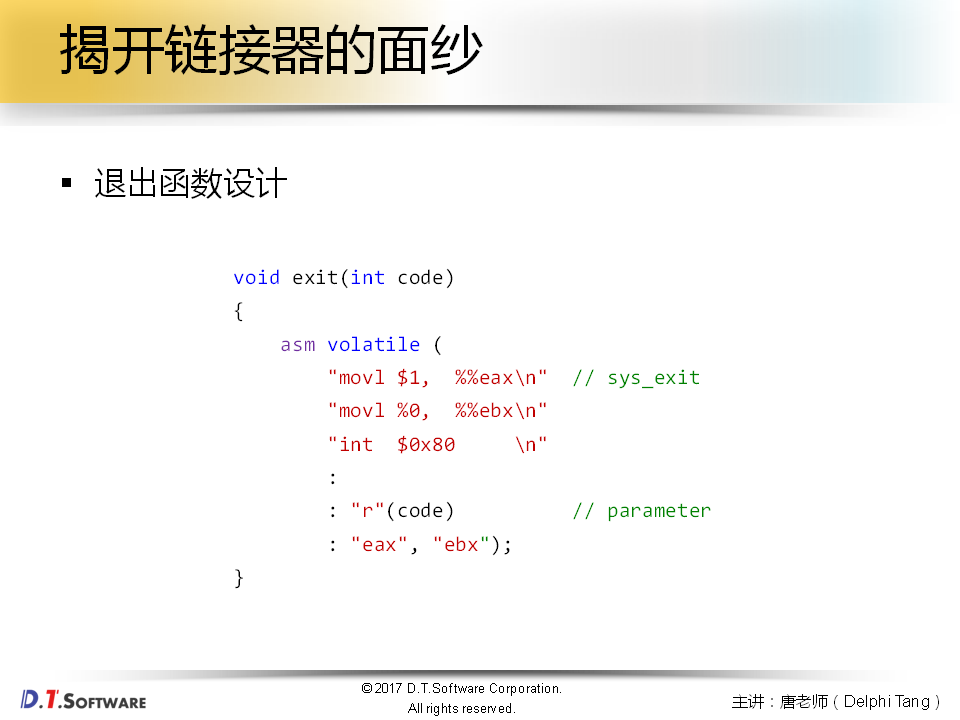 揭开链接器的面纱
▪ 退出函数设计
void exit(int code)
{
    asm volatile (
        "movl $1,  %%eax\n"  // sys_exit
        "movl %0,  %%ebx\n"
        "int  $0x80     \n"
        :
        : "r"(code)          // parameter
        : "eax", "ebx");
}
D.T.SOFTWARE
©2017 D.T.Software Corporation.
All rights reserved.
主讲：唐老师（Delphi Tang）